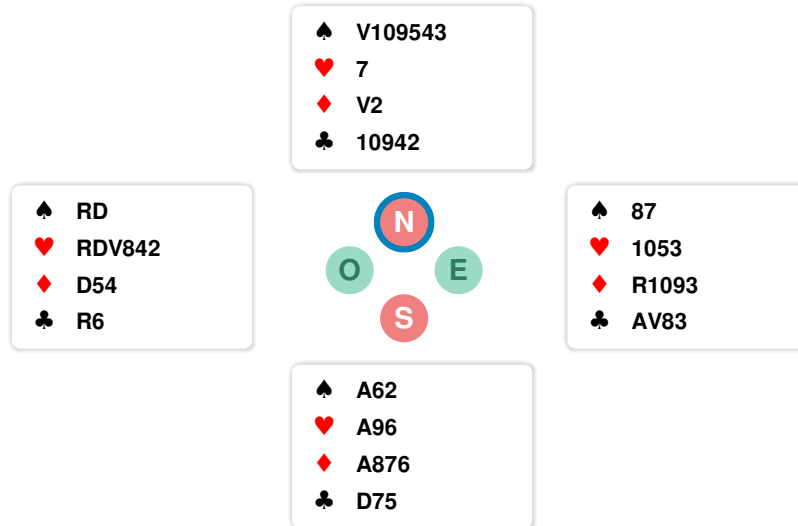 ♠ V109543
♥ 7
♦ V2
♣ 10942
♠ RD
♥ RDV842
♦ D54
♣ R6
N
O E
S
♠ 87
♥ 1053
♦ R1093
♣ AV83
♠ A62
♥ A96
♦ A876
♣ D75